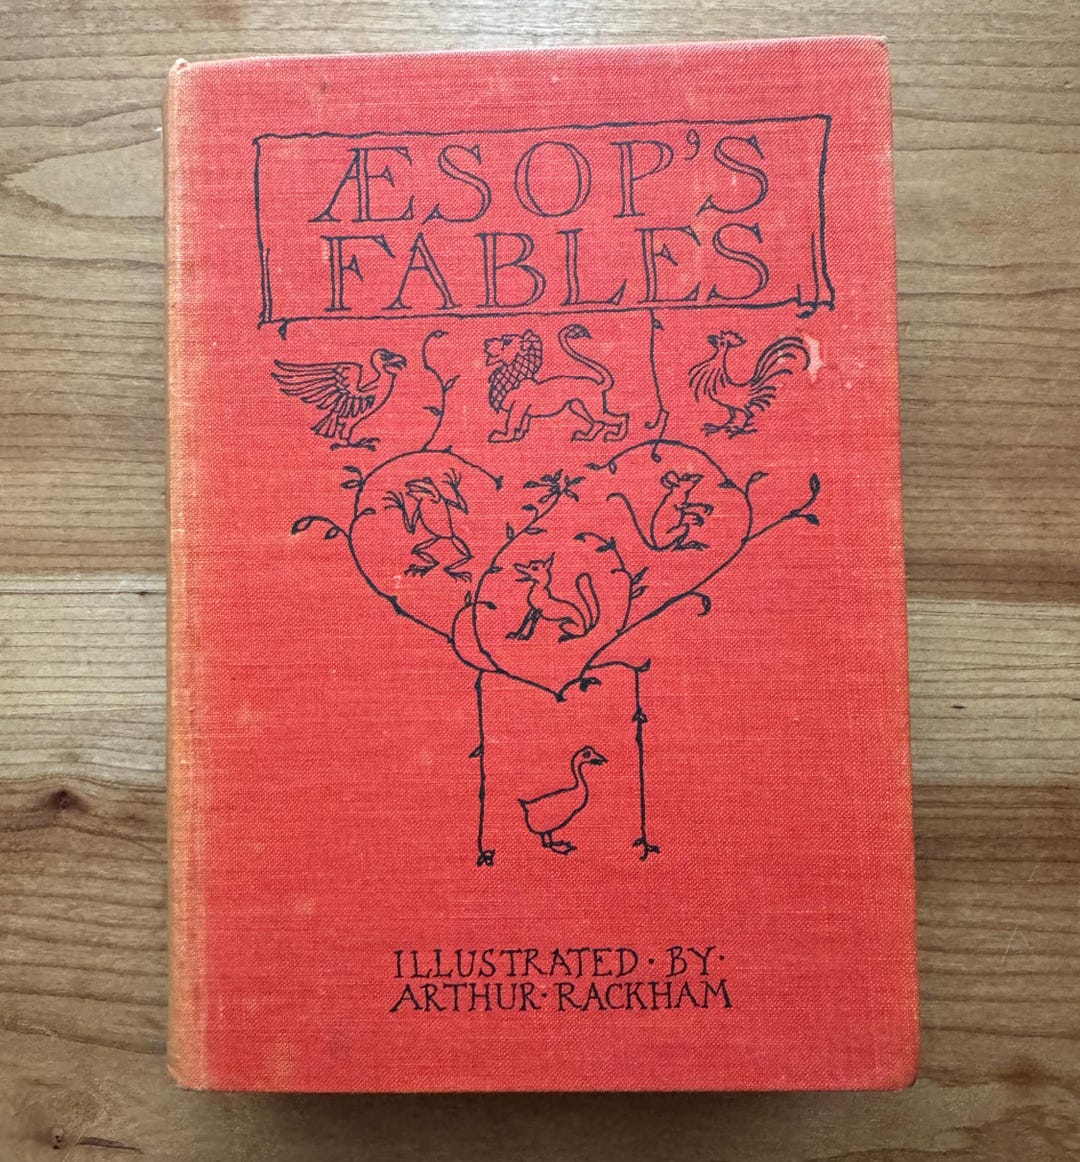 ÆSOP'S
FABLES
ILLUSTRATED · BY ·
ARTHUR · RACKHAM